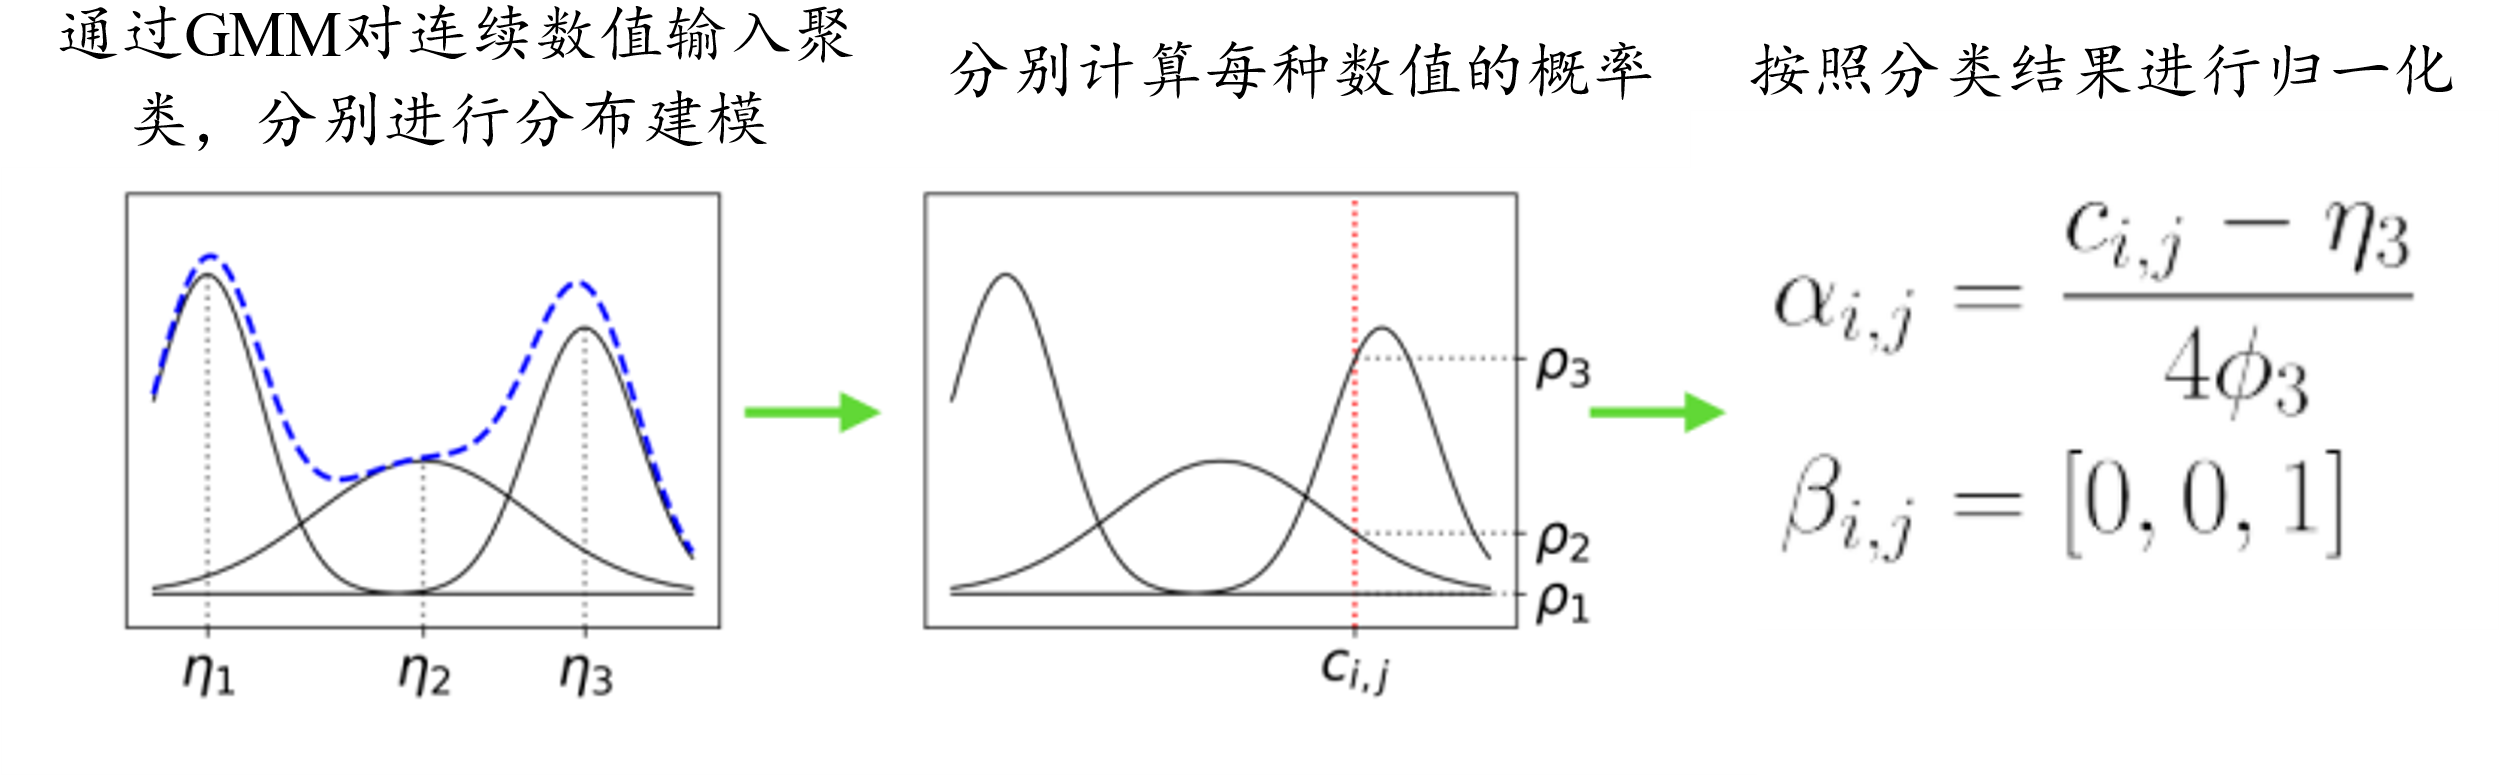 通过GMM对连续数值输入聚
类，分别进行分布建模
分别计算每种数值的概率
按照分类结果进行归一化
η1
η2
η3
ρ3
ρ2
ρ1
ci,j
αi,j = (ci,j − η3) / 4ϕ3
βi,j = [0, 0, 1]